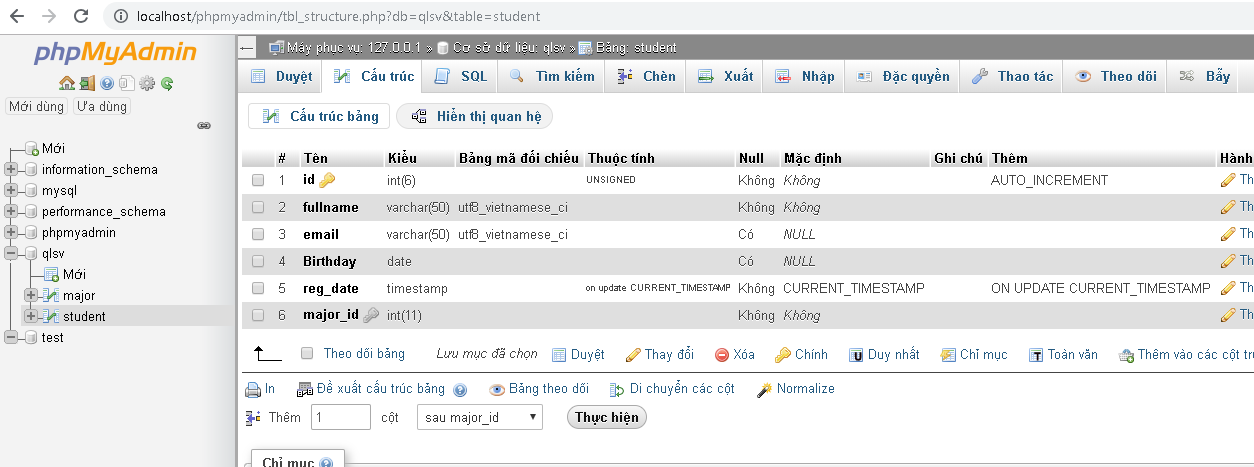 localhost/phpmyadmin/tbl_structure.php?db=qlsv&table=student
phpMyAdmin
Mới dùng Ưa dùng
Mới
information_schema
mysql
performance_schema
phpmyadmin
qlsv
Mới
major
student
test
Máy phục vụ: 127.0.0.1 » Cơ sở dữ liệu: qlsv » Bảng: student
Duyệt Cấu trúc SQL Tìm kiếm Chèn Xuất Nhập Đặc quyền Thao tác Theo dõi Bẫy
Cấu trúc bảng Hiển thị quan hệ
# Tên Kiểu Bảng mã đối chiếu Thuộc tính Null Mặc định Ghi chú Thêm Hành
1 id int(6) UNSIGNED Không Không AUTO_INCREMENT Th
2 fullname varchar(50) utf8_vietnamese_ci Không Không Th
3 email varchar(50) utf8_vietnamese_ci Có NULL Th
4 Birthday date Có NULL Th
5 reg_date timestamp on update CURRENT_TIMESTAMP Không CURRENT_TIMESTAMP ON UPDATE CURRENT_TIMESTAMP Th
6 major_id int(11) Không Không Th
Theo dõi bảng Lưu mục đã chọn Duyệt Thay đổi Xóa Chính Duy nhất Chỉ mục Toàn văn Thêm vào các cột tr
In Đề xuất cấu trúc bảng Bảng theo dõi Di chuyển các cột Normalize
Thêm 1 cột sau major_id Thực hiện
Chỉ mục